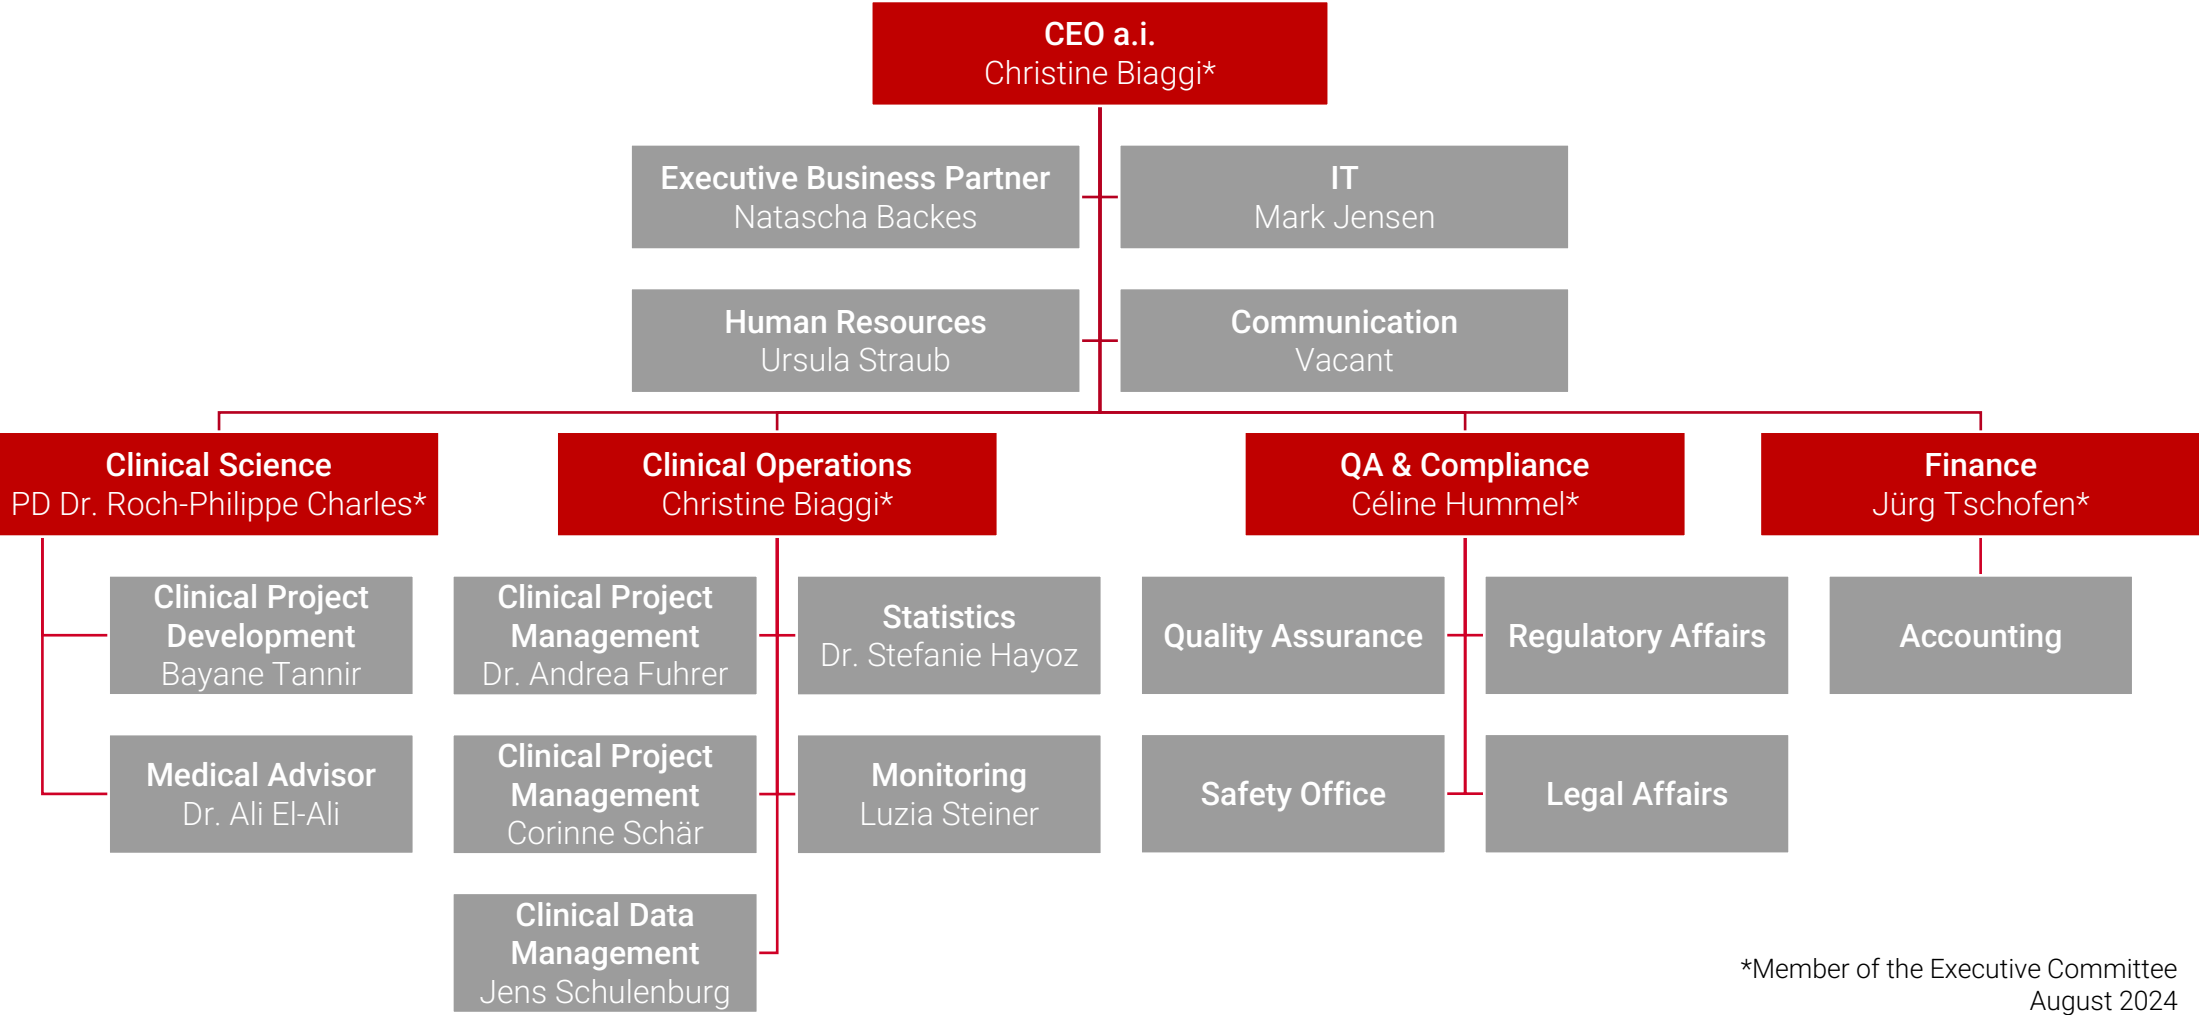 CEO a.i.
Christine Biaggi*
Executive Business Partner
Natascha Backes
IT
Mark Jensen
Human Resources
Ursula Straub
Communication
Vacant
Clinical Science
PD Dr. Roch-Philippe Charles*
Clinical Operations
Christine Biaggi*
QA & Compliance
Céline Hummel*
Finance
Jürg Tschofen*
Clinical Project
Development
Bayane Tannir
Clinical Project
Management
Dr. Andrea Fuhrer
Statistics
Dr. Stefanie Hayoz
Quality Assurance
Regulatory Affairs
Accounting
Medical Advisor
Dr. Ali El-Ali
Clinical Project
Management
Corinne Schär
Monitoring
Luzia Steiner
Safety Office
Legal Affairs
Clinical Data
Management
Jens Schulenburg
*Member of the Executive Committee
August 2024